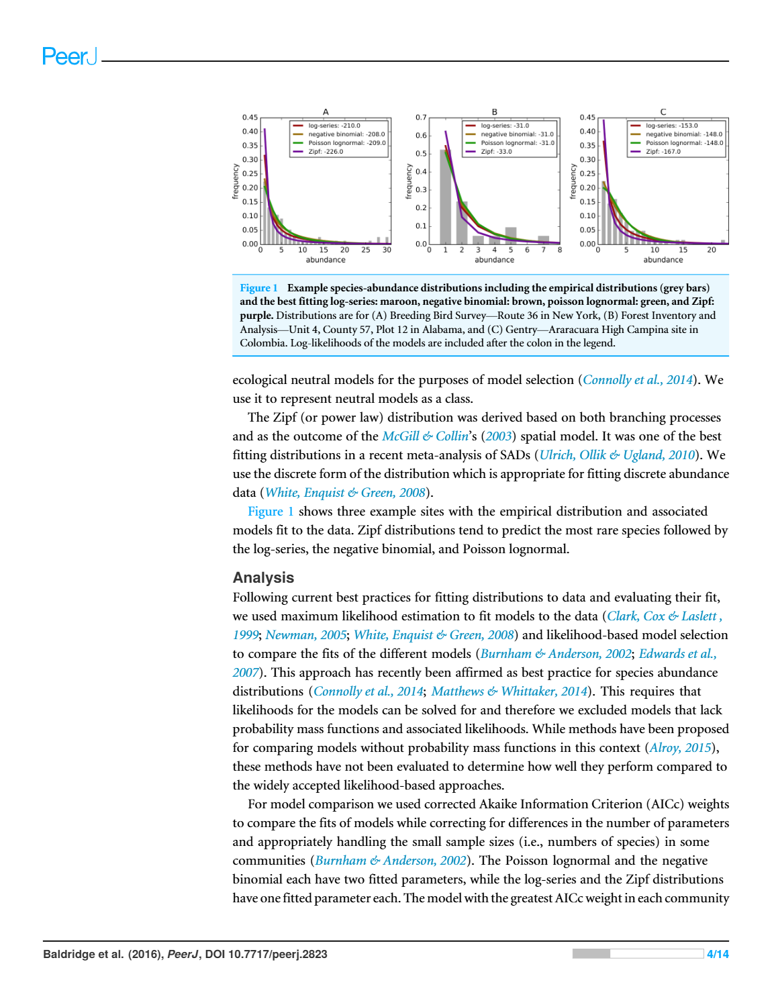 PeerJ
A
0.45
0.40
0.35
0.30
0.25
0.20
0.15
0.10
0.05
0.00
frequency
log-series: -210.0
negative binomial: -208.0
Poisson lognormal: -209.0
Zipf: -226.0
0 5 10 15 20 25 30
abundance
B
0.7
0.6
0.5
0.4
0.3
0.2
0.1
0.0
frequency
log-series: -31.0
negative binomial: -31.0
Poisson lognormal: -31.0
Zipf: -33.0
0 1 2 3 4 5 6 7 8
abundance
C
0.45
0.40
0.35
0.30
0.25
0.20
0.15
0.10
0.05
0.00
frequency
log-series: -153.0
negative binomial: -148.0
Poisson lognormal: -148.0
Zipf: -167.0
0 5 10 15 20
abundance
Figure 1 Example species-abundance distributions including the empirical distributions (grey bars)
and the best fitting log-series: maroon, negative binomial: brown, poisson lognormal: green, and Zipf:
purple. Distributions are for (A) Breeding Bird Survey—Route 36 in New York, (B) Forest Inventory and
Analysis—Unit 4, County 57, Plot 12 in Alabama, and (C) Gentry—Araracuara High Campina site in
Colombia. Log-likelihoods of the models are included after the colon in the legend.
ecological neutral models for the purposes of model selection (Connolly et al., 2014). We
use it to represent neutral models as a class.
The Zipf (or power law) distribution was derived based on both branching processes
and as the outcome of the McGill & Collin's (2003) spatial model. It was one of the best
fitting distributions in a recent meta-analysis of SADs (Ulrich, Ollik & Ugland, 2010). We
use the discrete form of the distribution which is appropriate for fitting discrete abundance
data (White, Enquist & Green, 2008).
Figure 1 shows three example sites with the empirical distribution and associated
models fit to the data. Zipf distributions tend to predict the most rare species followed by
the log-series, the negative binomial, and Poisson lognormal.
Analysis
Following current best practices for fitting distributions to data and evaluating their fit,
we used maximum likelihood estimation to fit models to the data (Clark, Cox & Laslett,
1999; Newman, 2005; White, Enquist & Green, 2008) and likelihood-based model selection
to compare the fits of the different models (Burnham & Anderson, 2002; Edwards et al.,
2007). This approach has recently been affirmed as best practice for species abundance
distributions (Connolly et al., 2014; Matthews & Whittaker, 2014). This requires that
likelihoods for the models can be solved for and therefore we excluded models that lack
probability mass functions and associated likelihoods. While methods have been proposed
for comparing models without probability mass functions in this context (Alroy, 2015),
these methods have not been evaluated to determine how well they perform compared to
the widely accepted likelihood-based approaches.
For model comparison we used corrected Akaike Information Criterion (AICc) weights
to compare the fits of models while correcting for differences in the number of parameters
and appropriately handling the small sample sizes (i.e., numbers of species) in some
communities (Burnham & Anderson, 2002). The Poisson lognormal and the negative
binomial each have two fitted parameters, while the log-series and the Zipf distributions
have one fitted parameter each. The model with the greatest AICc weight in each community
Baldridge et al. (2016), PeerJ, DOI 10.7717/peerj.2823
4/14